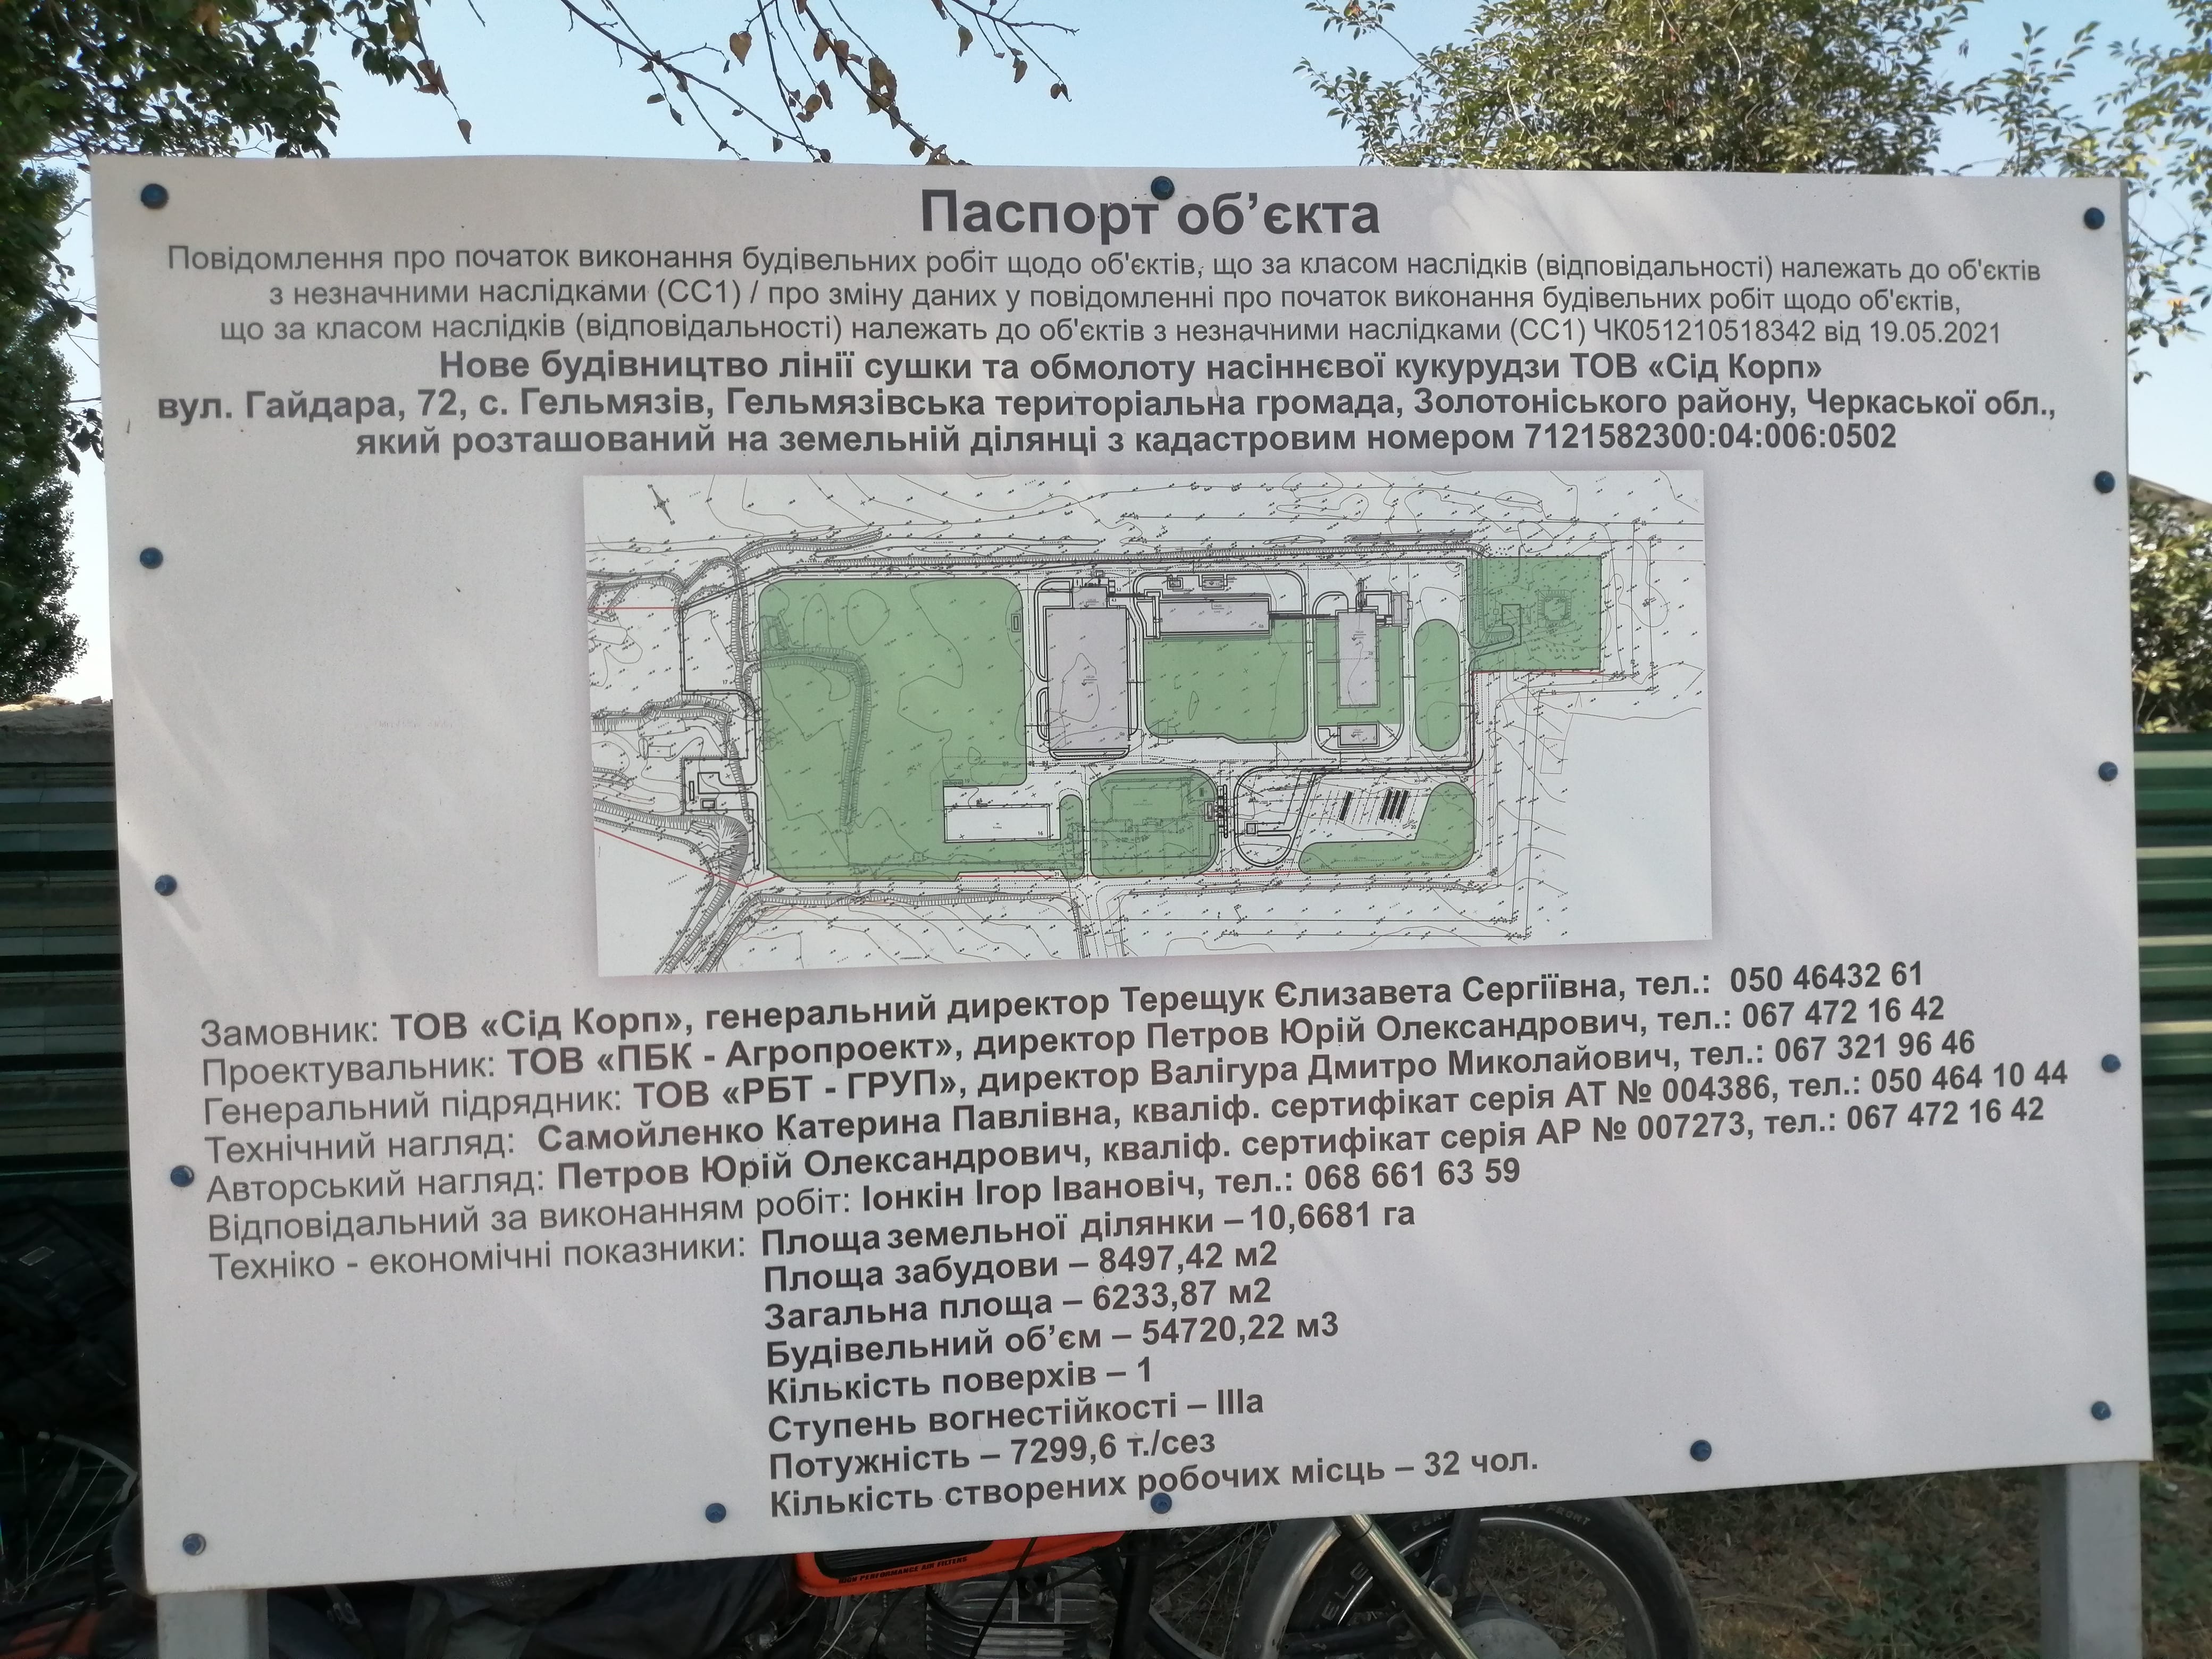 Паспорт об'єкта
Повідомлення про початок виконання будівельних робіт щодо об'єктів, що за класом наслідків (відповідальності) належать до об'єктів
з незначними наслідками (СС1) / про зміну даних у повідомленні про початок виконання будівельних робіт щодо об'єктів,
що за класом наслідків (відповідальності) належать до об'єктів з незначними наслідками (СС1) ЧК051210518342 від 19.05.2021
Нове будівництво лінії сушки та обмолоту насіннєвої кукурудзи ТОВ «Сід Корп»
вул. Гайдара, 72, с. Гельмязів, Гельмязівська територіальна громада, Золотоніського району, Черкаської обл.,
який розташований на земельній ділянці з кадастровим номером 7121582300:04:006:0502
Замовник: ТОВ «Сід Корп», генеральний директор Терещук Єлизавета Сергіївна, тел.: 050 46432 61
Проектувальник: ТОВ «ПБК - Агропроект», директор Петров Юрій Олександрович, тел.: 067 472 16 42
Генеральний підрядник: ТОВ «РБТ - ГРУП», директор Валігура Дмитро Миколайович, тел.: 067 321 96 46
Технічний нагляд: Самойленко Катерина Павлівна, кваліф. сертифікат серія АТ № 004386, тел.: 050 464 10 44
Авторський нагляд: Петров Юрій Олександрович, кваліф. сертифікат серія АР № 007273, тел.: 067 472 16 42
Відповідальний за виконанням робіт: Іонкін Ігор Івановіч, тел.: 068 661 63 59
Техніко - економічні показники: Площа земельної ділянки – 10,6681 га
Площа забудови – 8497,42 м2
Загальна площа – 6233,87 м2
Будівельний об'єм – 54720,22 м3
Кількість поверхів – 1
Ступень вогнестійкості – IIIа
Потужність – 7299,6 т./сез
Кількість створених робочих місць – 32 чол.
HIGH PERFORMANCE AIR FILTERS